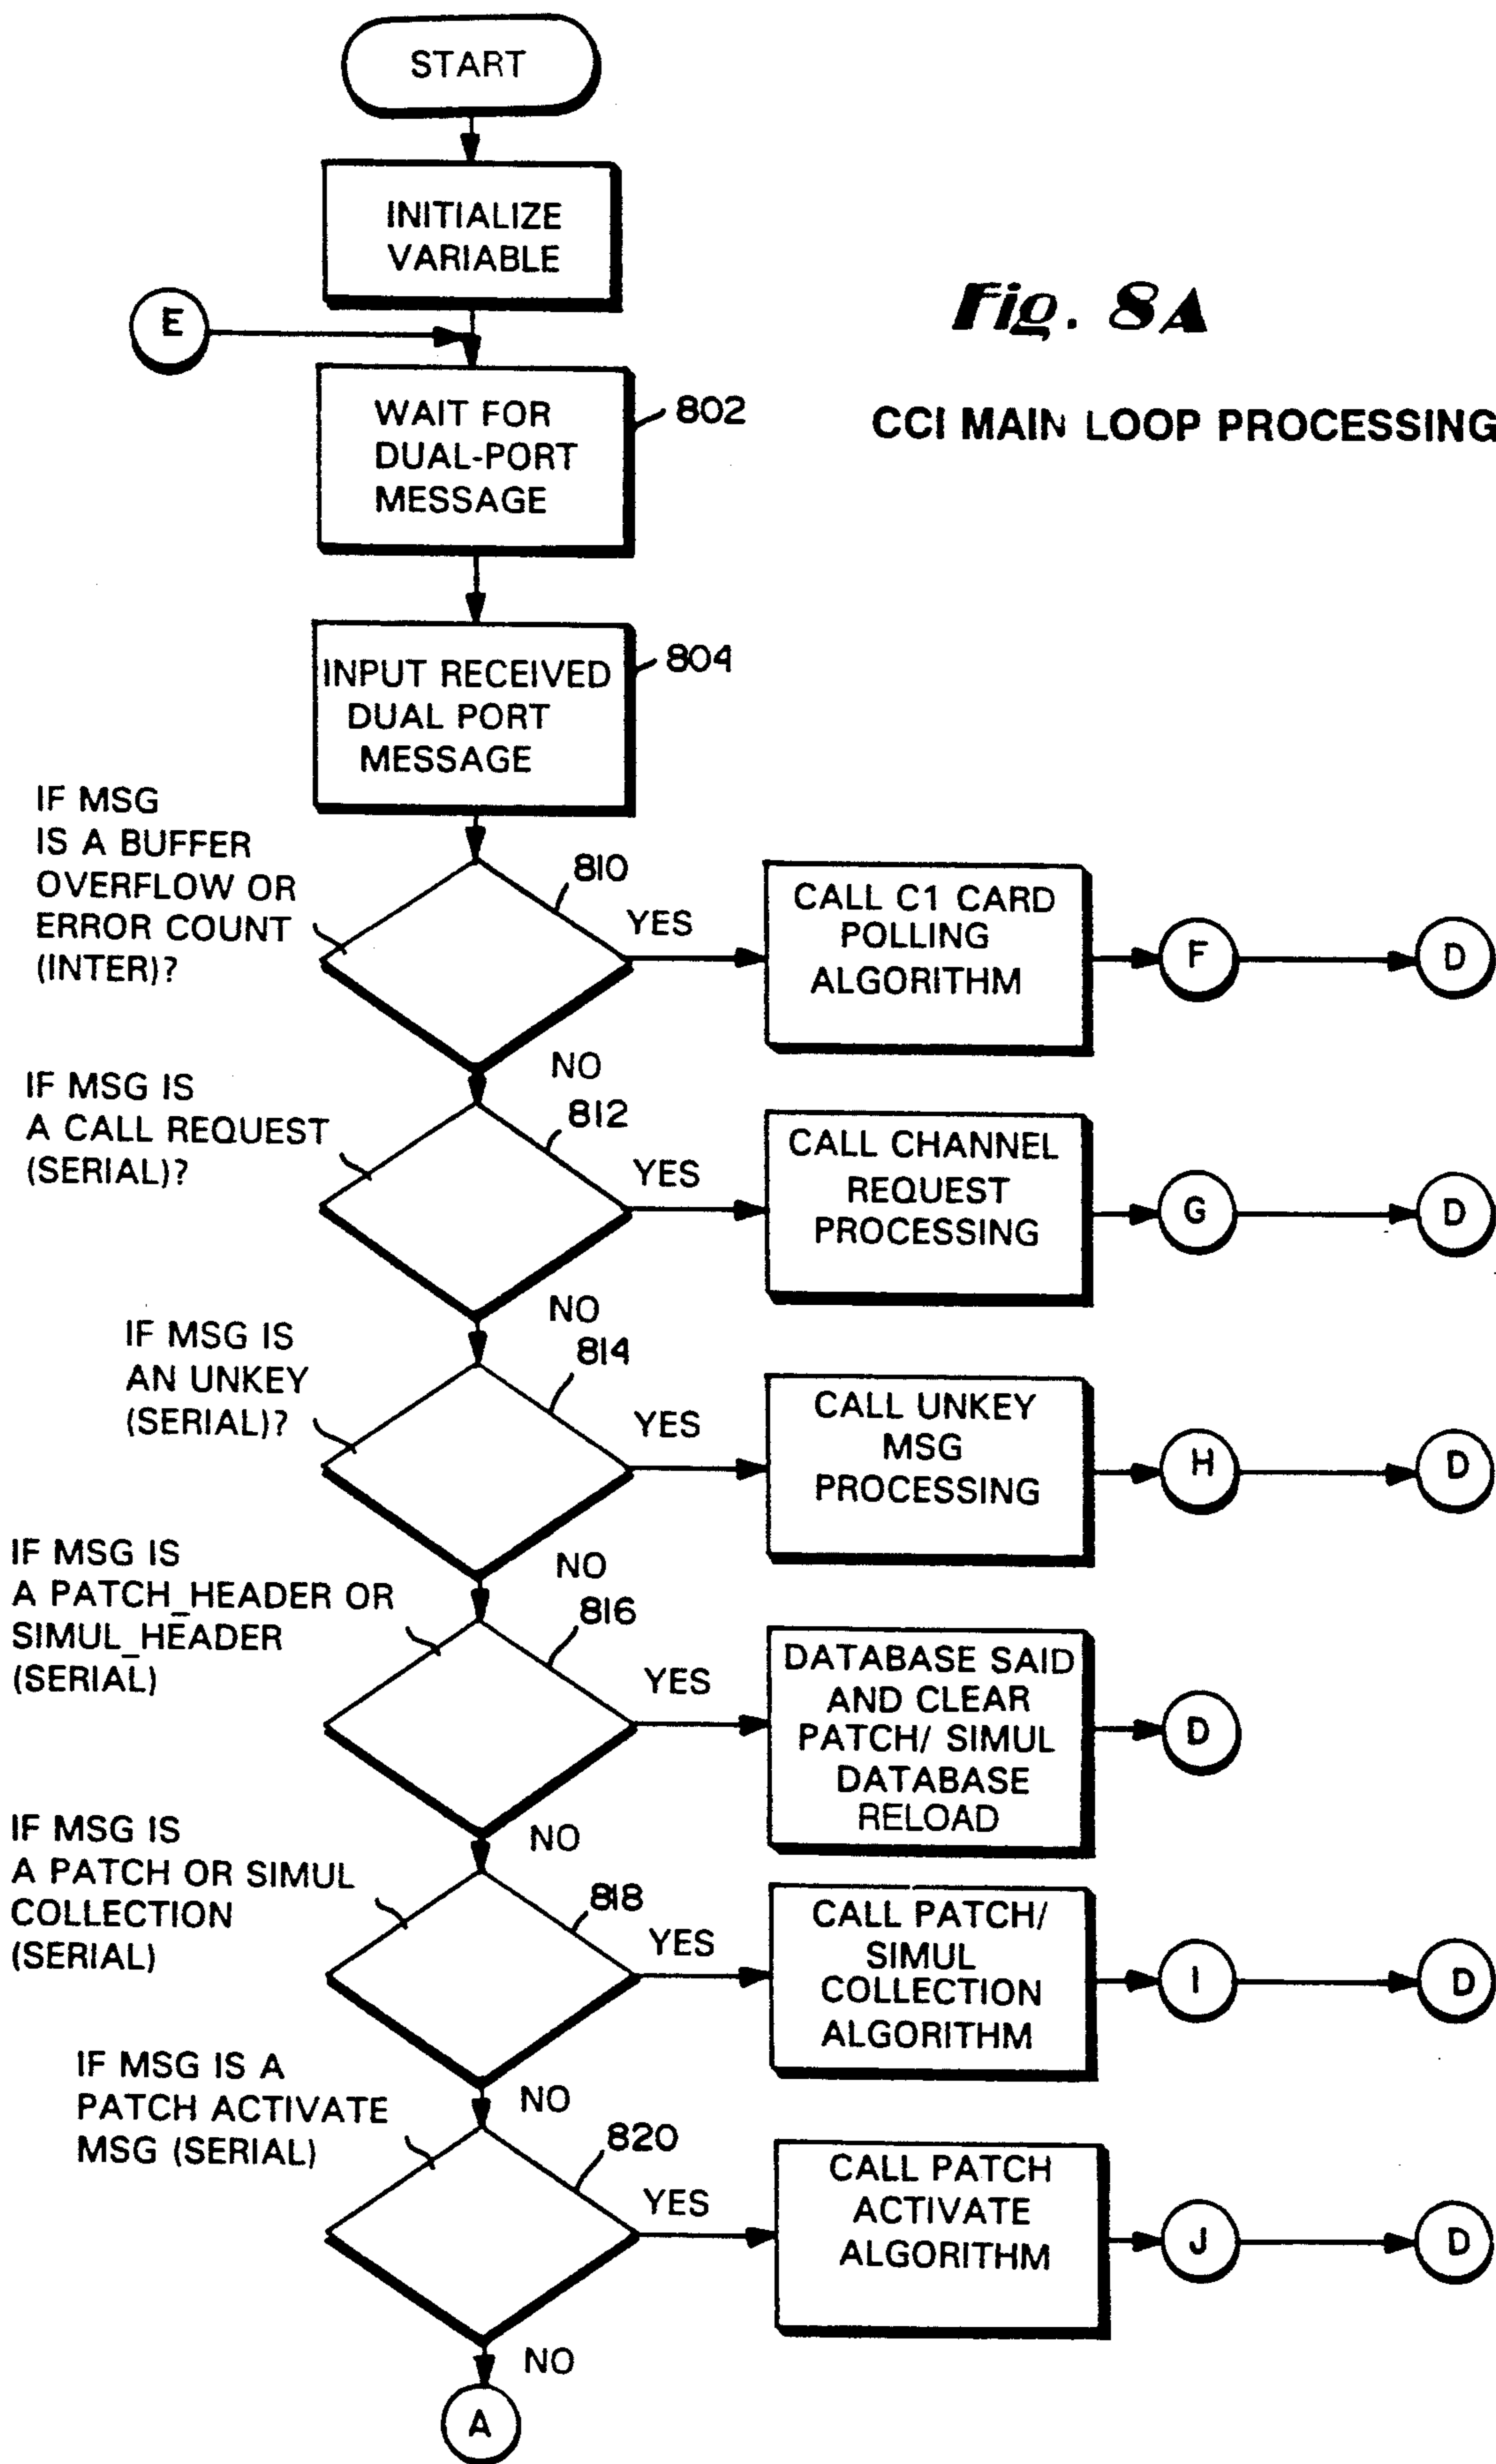 START
INITIALIZE
VARIABLE
E
Fig. 8A
CCI MAIN LOOP PROCESSING
WAIT FOR
DUAL-PORT
MESSAGE
802
INPUT RECEIVED
DUAL PORT
MESSAGE
804
IF MSG
IS A BUFFER
OVERFLOW OR
ERROR COUNT
(INTER)?
810
YES
CALL C1 CARD
POLLING
ALGORITHM
F
D
NO
IF MSG IS
A CALL REQUEST
(SERIAL)?
812
YES
CALL CHANNEL
REQUEST
PROCESSING
G
D
NO
IF MSG IS
AN UNKEY
(SERIAL)?
814
YES
CALL UNKEY
MSG
PROCESSING
H
D
NO
IF MSG IS
A PATCH_HEADER OR
SIMUL_HEADER
(SERIAL)
816
YES
DATABASE SAID
AND CLEAR
PATCH/ SIMUL
DATABASE
RELOAD
D
NO
IF MSG IS
A PATCH OR SIMUL
COLLECTION
(SERIAL)
818
YES
CALL PATCH/
SIMUL
COLLECTION
ALGORITHM
I
D
NO
IF MSG IS A
PATCH ACTIVATE
MSG (SERIAL)
820
YES
CALL PATCH
ACTIVATE
ALGORITHM
J
D
NO
A